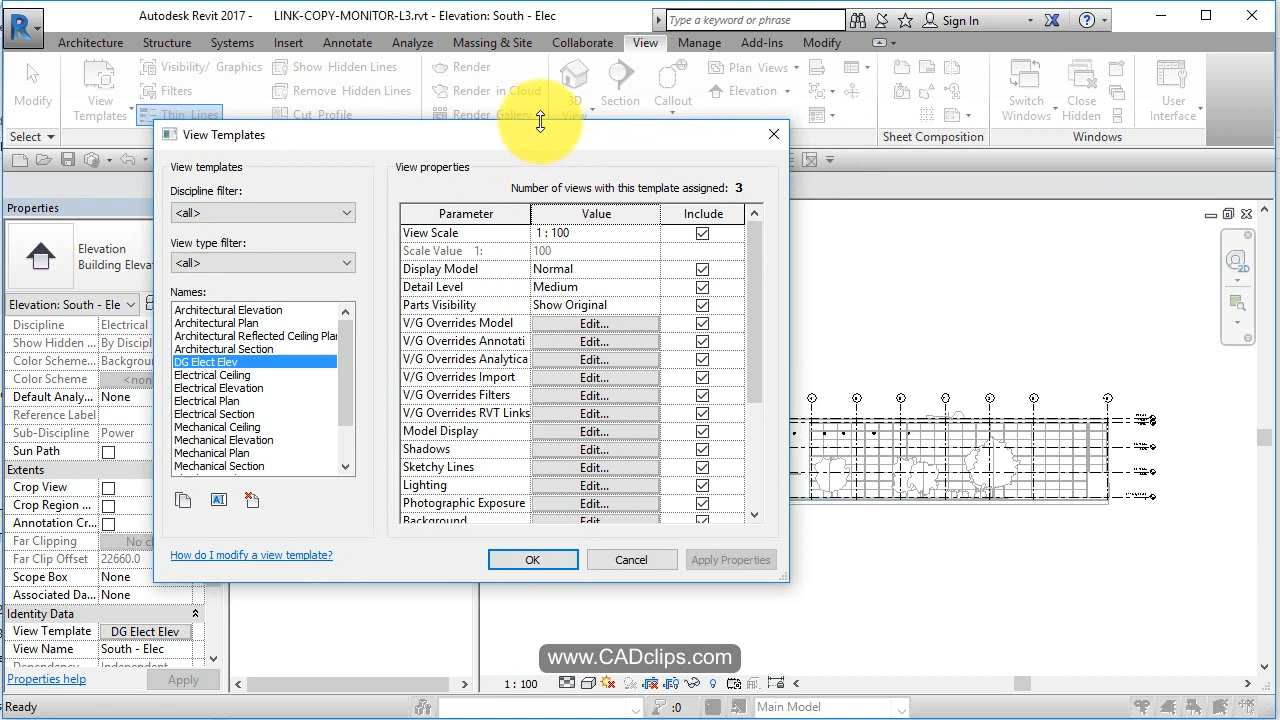 Autodesk Revit 2017 - LINK-COPY-MONITOR-L3.rvt - Elevation: South - Elec
Type a keyword or phrase
Sign In
Architecture Structure Systems Insert Annotate Analyze Massing & Site Collaborate View Manage Add-Ins Modify
Visibility/ Graphics Show Hidden Lines Render Plan Views
Filters Remove Hidden Lines Render in Cloud Elevation
Modify View Templates Thin Lines Cut Profile Render Gallery 3D View Section Callout Switch Windows Close Hidden User Interface
Select Sheet Composition Windows
View Templates
Properties
Elevation
Building Eleva
Elevation: South - Ele
Discipline Electrical
Show Hidden ... By Discip
Color Scheme... Backgrou
Color Scheme <none
Default Analy... None
Reference Label
Sub-Discipline Power
Sun Path
Extents
Crop View
Crop Region ...
Annotation Cr...
Far Clipping No c
Far Clip Offset 22660.0
Scope Box None
Associated Da... None
Identity Data
View Template DG Elect Elev
View Name South - Elec
Dependency Independent
Properties help Apply
View templates
Discipline filter:
<all>
View type filter:
<all>
Names:
Architectural Elevation
Architectural Plan
Architectural Reflected Ceiling Plan
Architectural Section
DG Elect Elev
Electrical Ceiling
Electrical Elevation
Electrical Plan
Electrical Section
Mechanical Ceiling
Mechanical Elevation
Mechanical Plan
Mechanical Section
How do I modify a view template?
View properties
Number of views with this template assigned: 3
Parameter Value Include
View Scale 1 : 100
Scale Value 1: 100
Display Model Normal
Detail Level Medium
Parts Visibility Show Original
V/G Overrides Model Edit...
V/G Overrides Annotati Edit...
V/G Overrides Analytica Edit...
V/G Overrides Import Edit...
V/G Overrides Filters Edit...
V/G Overrides RVT Links Edit...
Model Display Edit...
Shadows Edit...
Sketchy Lines Edit...
Lighting Edit...
Photographic Exposure Edit...
Background Edit...
OK Cancel Apply Properties
2D
www.CADclips.com
1 : 100
Ready :0 Main Model